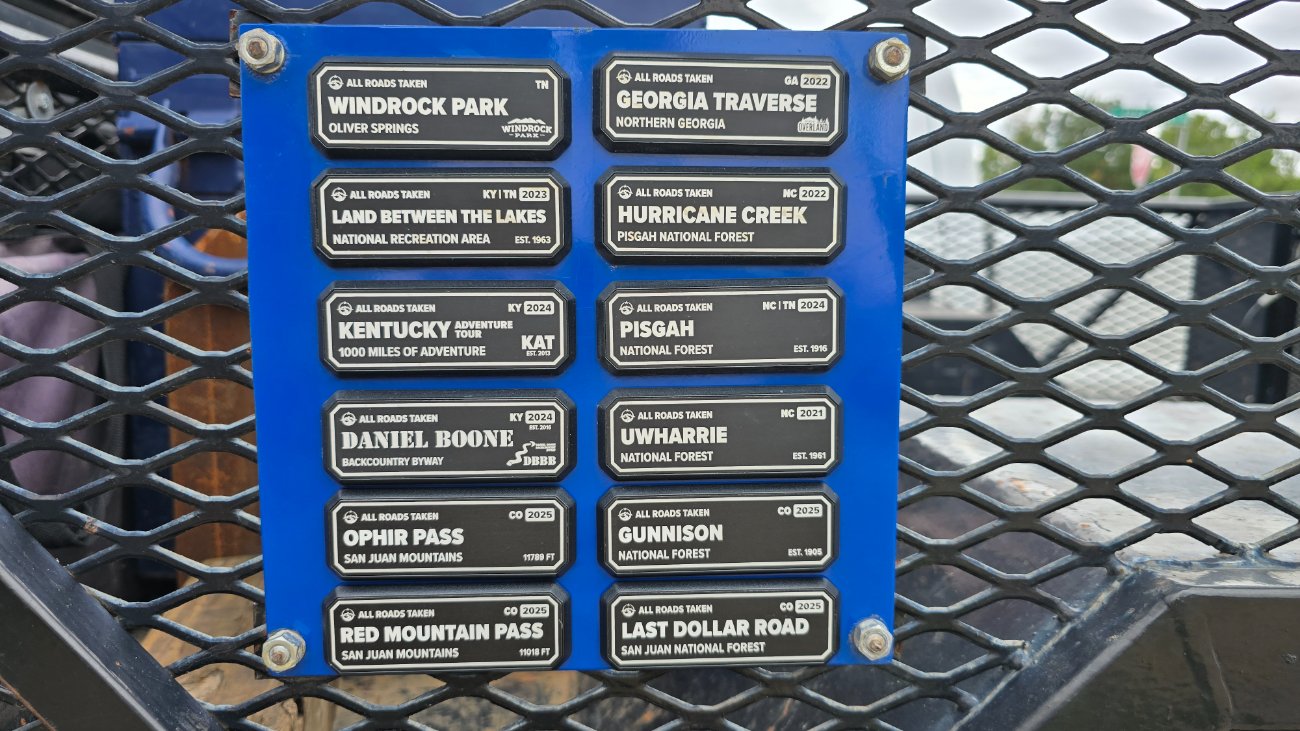 ALL ROADS TAKEN TN
WINDROCK PARK
OLIVER SPRINGS
WINDROCK
PARK
ALL ROADS TAKEN GA 2022
GEORGIA TRAVERSE
NORTHERN GEORGIA
OVERLAND
ALL ROADS TAKEN KY | TN 2023
LAND BETWEEN THE LAKES
NATIONAL RECREATION AREA EST. 1963
ALL ROADS TAKEN NC 2022
HURRICANE CREEK
PISGAH NATIONAL FOREST
ALL ROADS TAKEN KY 2024
KENTUCKY ADVENTURE TOUR
1000 MILES OF ADVENTURE KAT
EST. 2013
ALL ROADS TAKEN NC | TN 2024
PISGAH
NATIONAL FOREST EST. 1916
ALL ROADS TAKEN KY 2024
EST. 2016
DANIEL BOONE
BACKCOUNTRY BYWAY DBBB
ALL ROADS TAKEN NC 2021
UWHARRIE
NATIONAL FOREST EST. 1961
ALL ROADS TAKEN CO 2025
OPHIR PASS
SAN JUAN MOUNTAINS 11789 FT
ALL ROADS TAKEN CO 2025
GUNNISON
NATIONAL FOREST EST. 1905
ALL ROADS TAKEN CO 2025
RED MOUNTAIN PASS
SAN JUAN MOUNTAINS 11018 FT
ALL ROADS TAKEN CO 2025
LAST DOLLAR ROAD
SAN JUAN NATIONAL FOREST